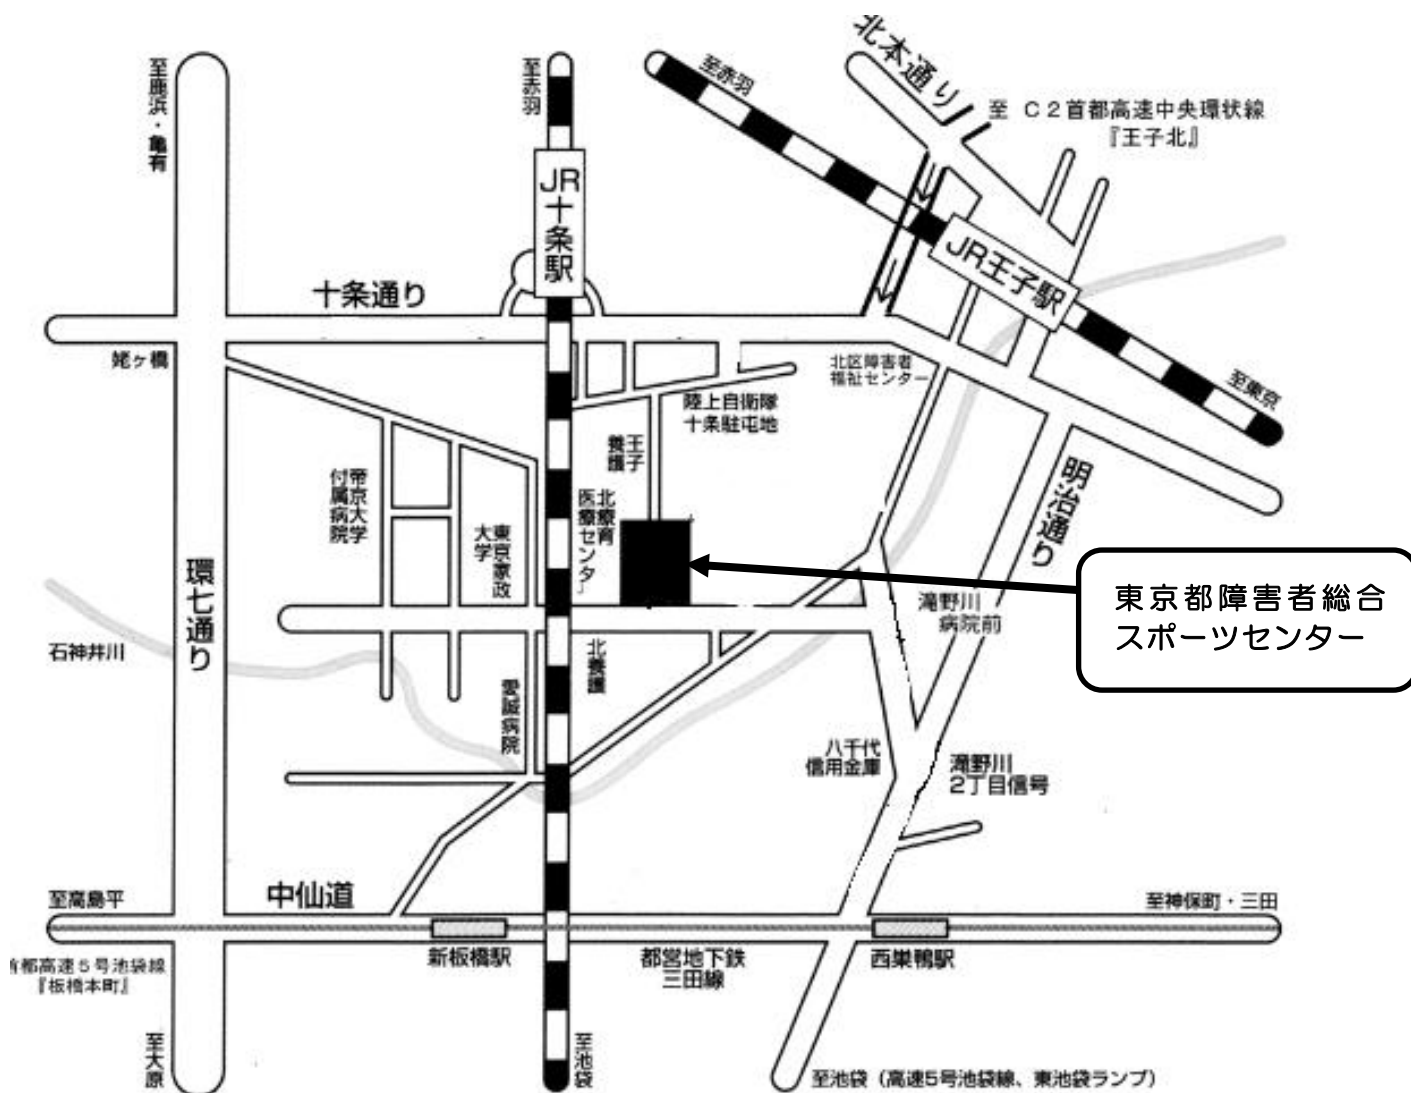 至鹿浜・亀有
至赤羽
至赤羽
北本通り
至 C2首都高速中央環状線
『王子北』
JR十条駅
JR王子駅
十条通り
姥ヶ橋
北区障害者
福祉センター
至東京
陸上自衛隊
十条駐屯地
王子
養護
明治通り
帝京大学
付属病院
東京家政
大学
北療育
医療センター
環七通り
東京都障害者総合
スポーツセンター
滝野川
病院前
石神井川
北養護
愛誠病院
八千代
信用金庫
滝野川
2丁目信号
至高島平
中仙道
至神保町・三田
新板橋駅
都営地下鉄
三田線
西巣鴨駅
首都高速5号池袋線
『板橋本町』
至大原
至池袋
至池袋（高速5号池袋線、東池袋ランプ）